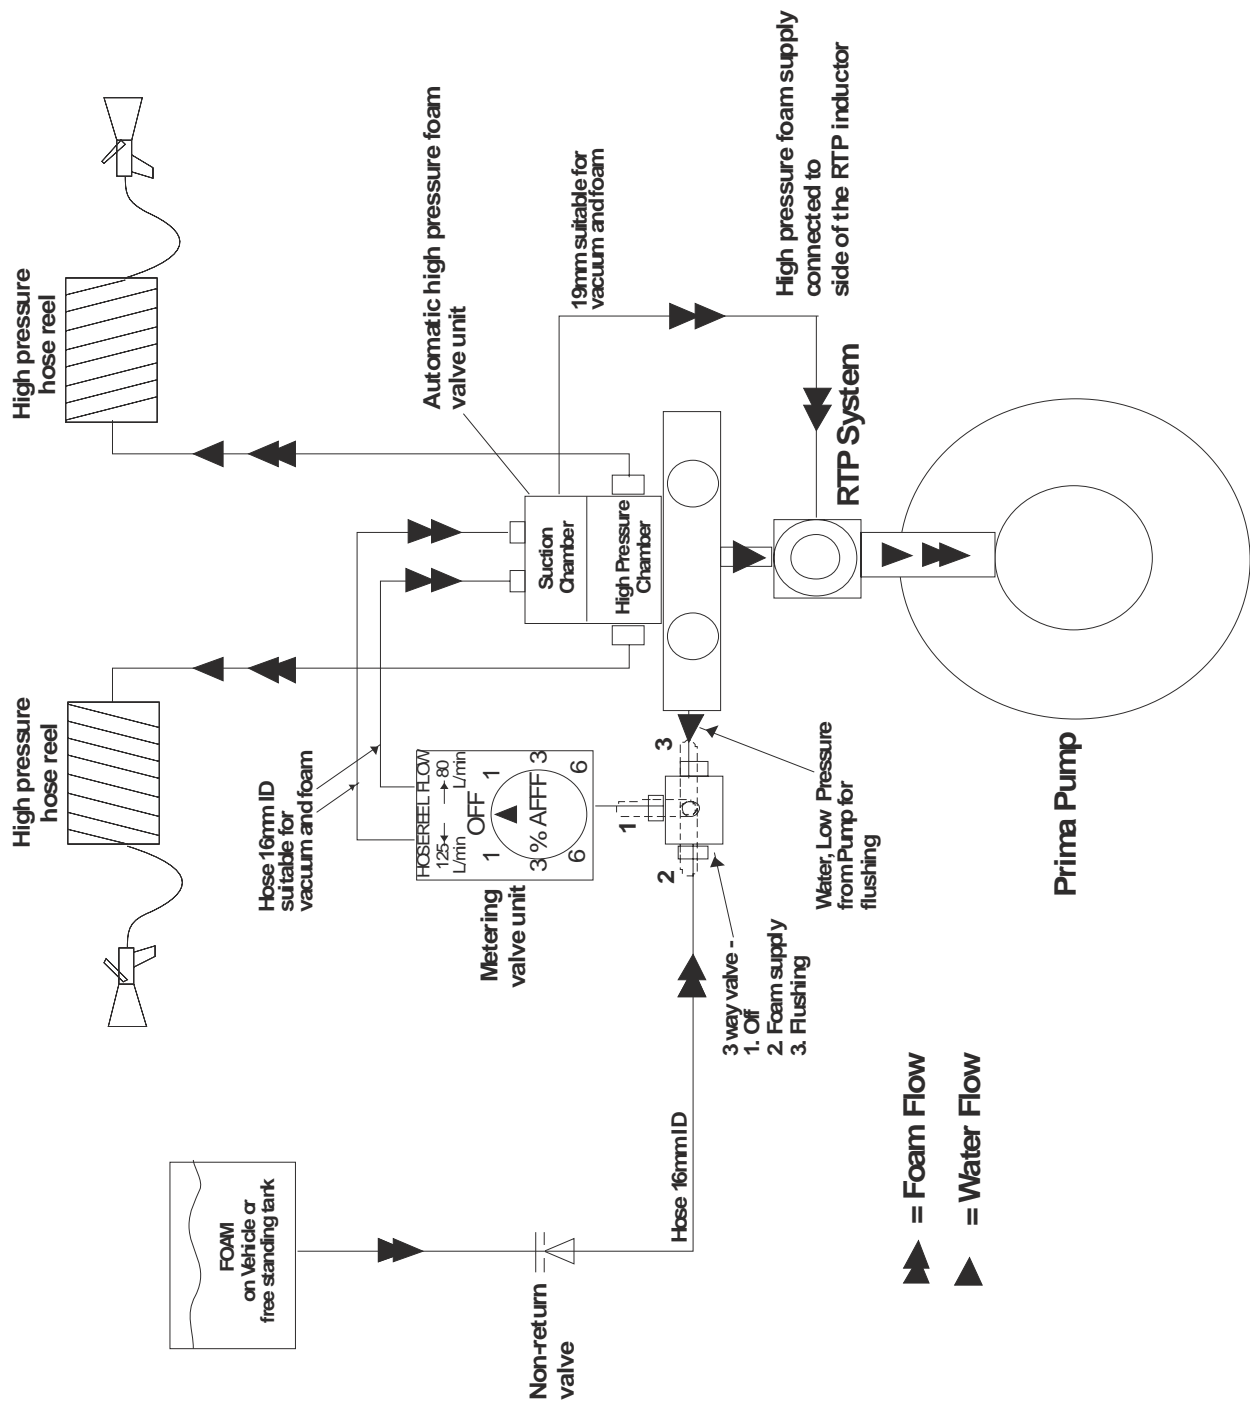 High pressure
hose reel
High pressure
hose reel
FOAM
on Vehicle or
free standing tank
Non-return
valve
Hose 16mm ID
Hose 16mm ID
suitable for
vacuum and foam
Metering
valve unit
HOSEREEL FLOW
125 80
L/min L/min
OFF
1 1
3 % AFFF 3
6 6
1
2
3
3 way valve -
1. Off
2. Foam supply
3. Flushing
Water, Low Pressure
from Pump for
flushing
Automatic high pressure foam
valve unit
Suction
Chamber
High Pressure
Chamber
19mm suitable for
vacuum and foam
High pressure foam supply
connected to
side of the RTP inductor
RTP System
Prima Pump
= Foam Flow
= Water Flow